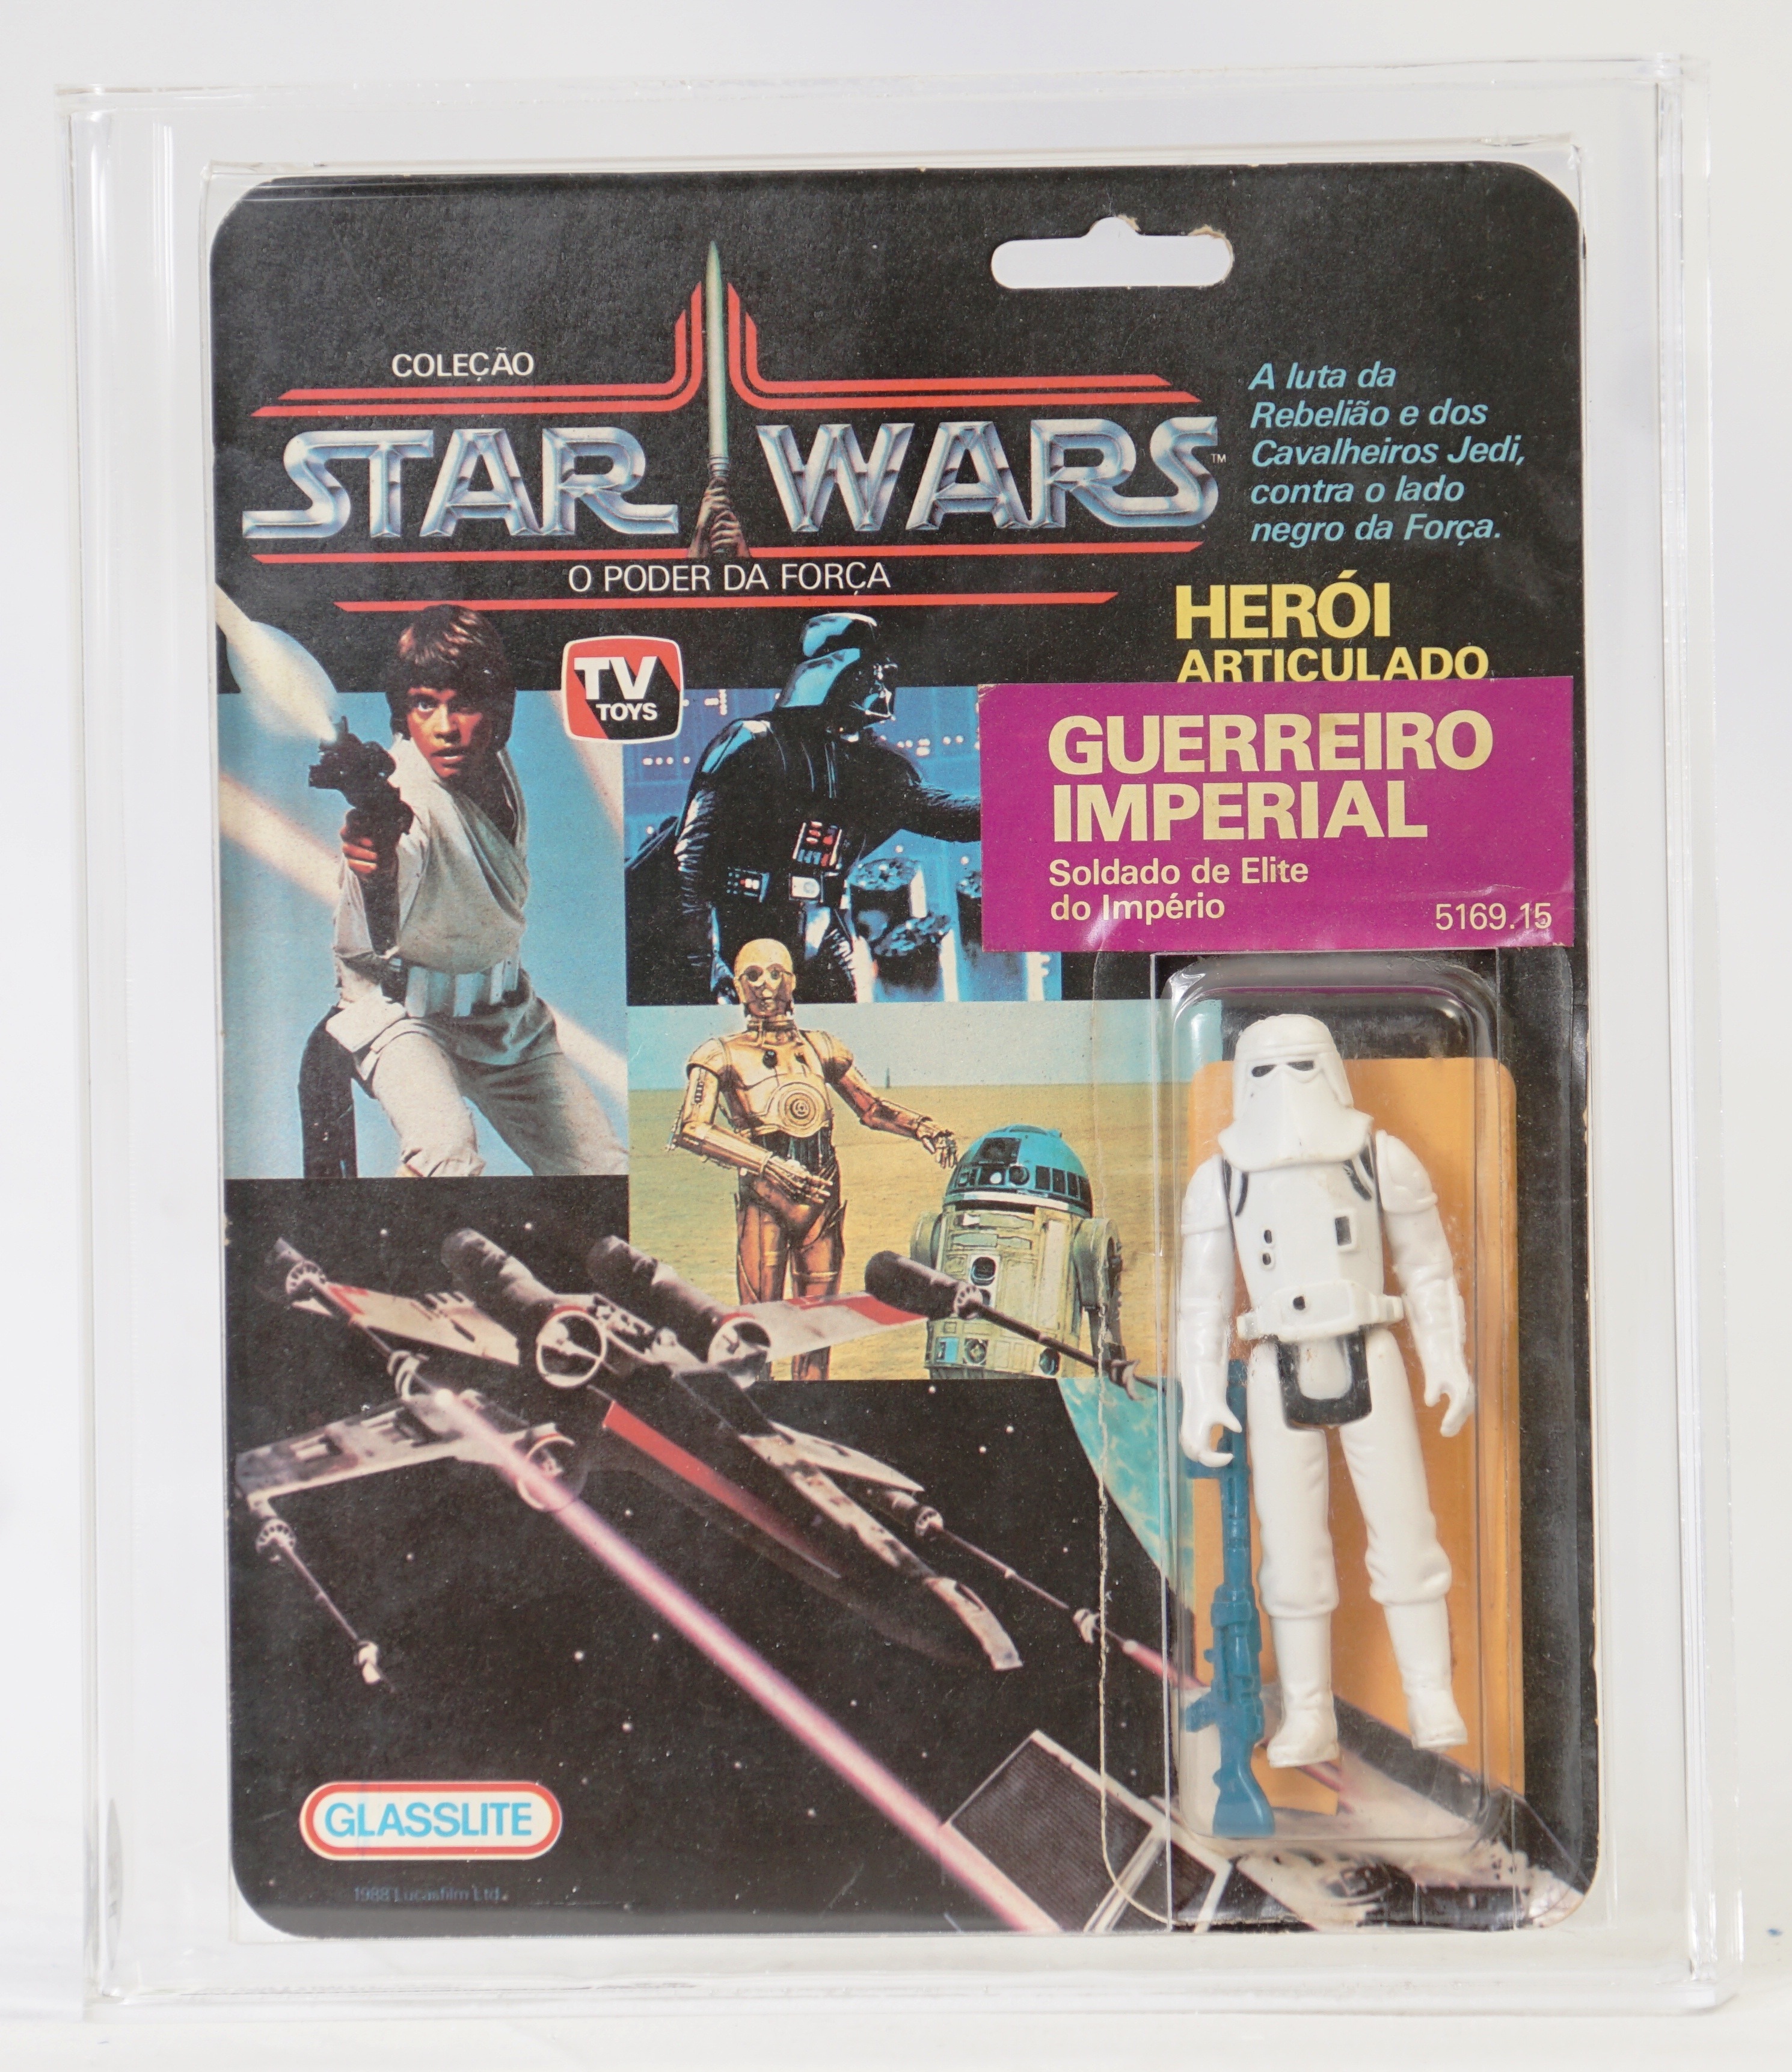 COLEÇÃO
STAR WARS™
O PODER DA FORÇA
A luta da
Rebelião e dos
Cavalheiros Jedi,
contra o lado
negro da Força.
HERÓI
ARTICULADO
TV
TOYS
GUERREIRO
IMPERIAL
Soldado de Elite
do Império
5169.15
GLASSLITE
1988 Lucasfilm Ltd.